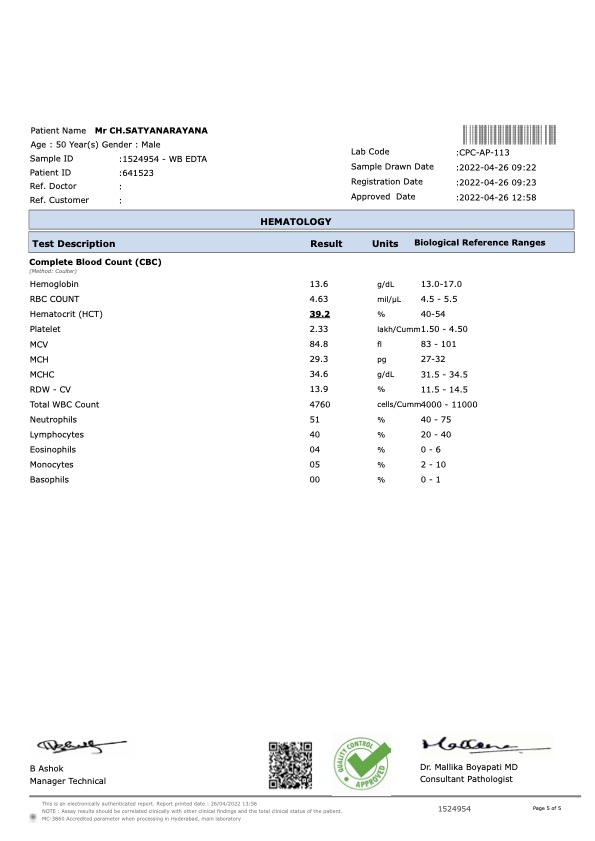 Patient Name Mr CH.SATYANARAYANA
Age : 50 Year(s) Gender : Male
Sample ID :1524954 - WB EDTA
Patient ID :641523
Ref. Doctor :
Ref. Customer :
Lab Code :CPC-AP-113
Sample Drawn Date :2022-04-26 09:22
Registration Date :2022-04-26 09:23
Approved Date :2022-04-26 12:58
HEMATOLOGY
Test Description Result Units Biological Reference Ranges
Complete Blood Count (CBC)
(Method: Coulter)
Hemoglobin 13.6 g/dL 13.0-17.0
RBC COUNT 4.63 mil/µL 4.5 - 5.5
Hematocrit (HCT) 39.2 % 40-54
Platelet 2.33 lakh/Cumm 1.50 - 4.50
MCV 84.8 fl 83 - 101
MCH 29.3 pg 27-32
MCHC 34.6 g/dL 31.5 - 34.5
RDW - CV 13.9 % 11.5 - 14.5
Total WBC Count 4760 cells/Cumm 4000 - 11000
Neutrophils 51 % 40 - 75
Lymphocytes 40 % 20 - 40
Eosinophils 04 % 0 - 6
Monocytes 05 % 2 - 10
Basophils 00 % 0 - 1
QUALITY CONTROL
APPROVED
B Ashok
Manager Technical
Dr. Mallika Boyapati MD
Consultant Pathologist
This is an electronically authenticated report. Report printed date : 26/04/2022 13:58
NOTE : Assay results should be correlated clinically with other clinical findings and the total clinical status of the patient.
MC-3860 Accredited parameter when processing in Hyderabad, main laboratory
1524954
Page 5 of 5